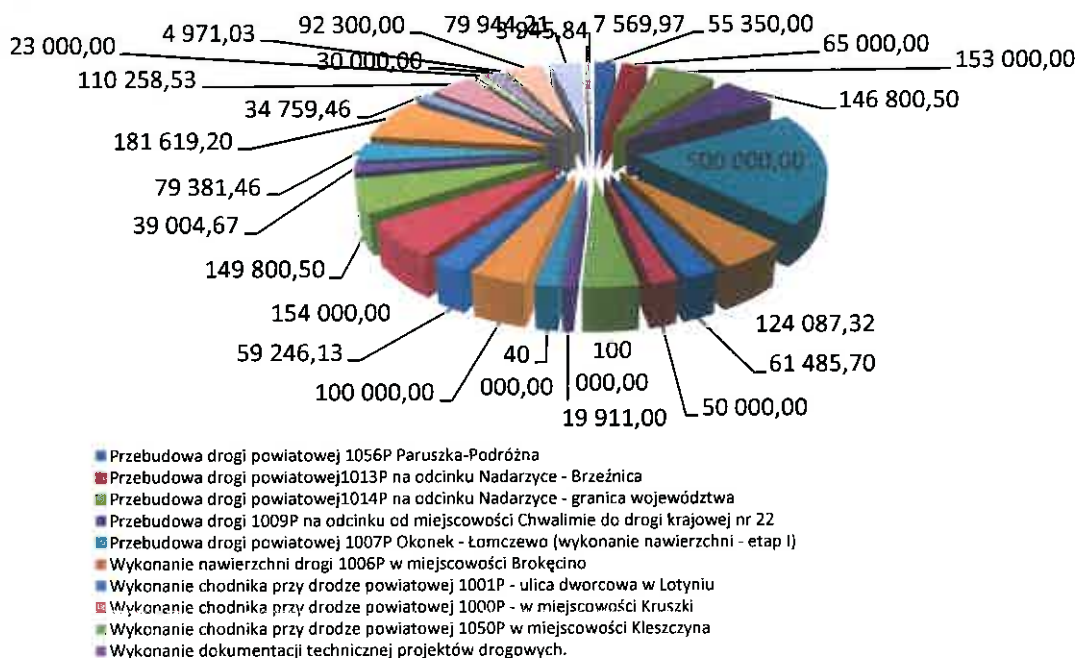 23 000,00
4 971,03
92 300,00
79 944,21
3 945,84
7 569,97
55 350,00
65 000,00
153 000,00
30 000,00
110 258,53
146 800,50
34 759,46
181 619,20
500 000,00
79 381,46
39 004,67
149 800,50
154 000,00
124 087,32
59 246,13
61 485,70
40
000,00
100
000,00
100 000,00
50 000,00
19 911,00
Przebudowa drogi powiatowej 1056P Paruszka-Podróżna
Przebudowa drogi powiatowej1013P na odcinku Nadarzyce - Brzeźnica
Przebudowa drogi powiatowej1014P na odcinku Nadarzyce - granica województwa
Przebudowa drogi 1009P na odcinku od miejscowości Chwalimie do drogi krajowej nr 22
Przebudowa drogi powiatowej 1007P Okonek - Łomczewo (wykonanie nawierzchni - etap I)
Wykonanie nawierzchni drogi 1006P w miejscowości Brokęcino
Wykonanie chodnika przy drodze powiatowej 1001P - ulica dworcowa w Lotyniu
Wykonanie chodnika przy drodze powiatowej 1000P - w miejscowości Kruszki
Wykonanie chodnika przy drodze powiatowej 1050P w miejscowości Kleszczyna
Wykonanie dokumentacji technicznej projektów drogowych.